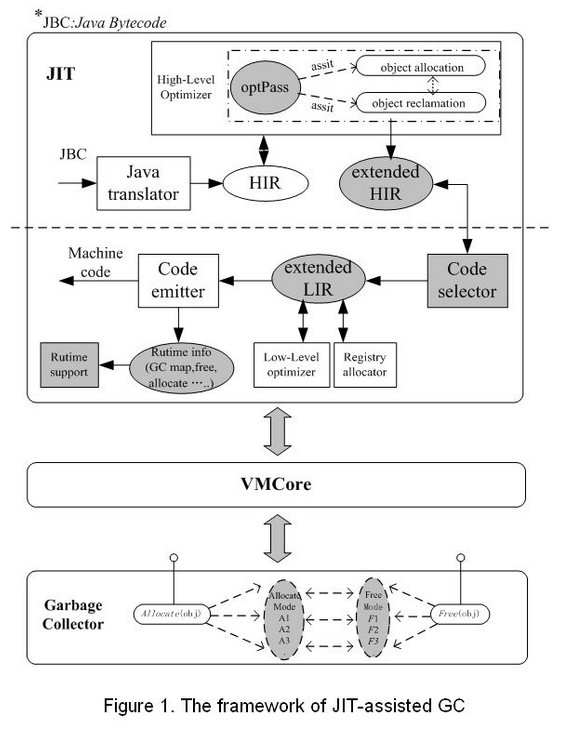 *JBC:Java Bytecode
JIT
High-Level
Optimizer
optPass
assit
object allocation
assit
object reclamation
JBC
Java
translator
HIR
extended
HIR
Machine
code
Code
emitter
extended
LIR
Code
selector
Rutime
support
Rutime info
(GC map,free,
allocate …..)
Low-Level
optimizer
Registry
allocator
VMCore
Garbage
Collector
Allocate(obj)
Allocate
Mode
A1
A2
A3
.
Free
Mode
F1
F2
F3
Free(obj)
Figure 1. The framework of JIT-assisted GC